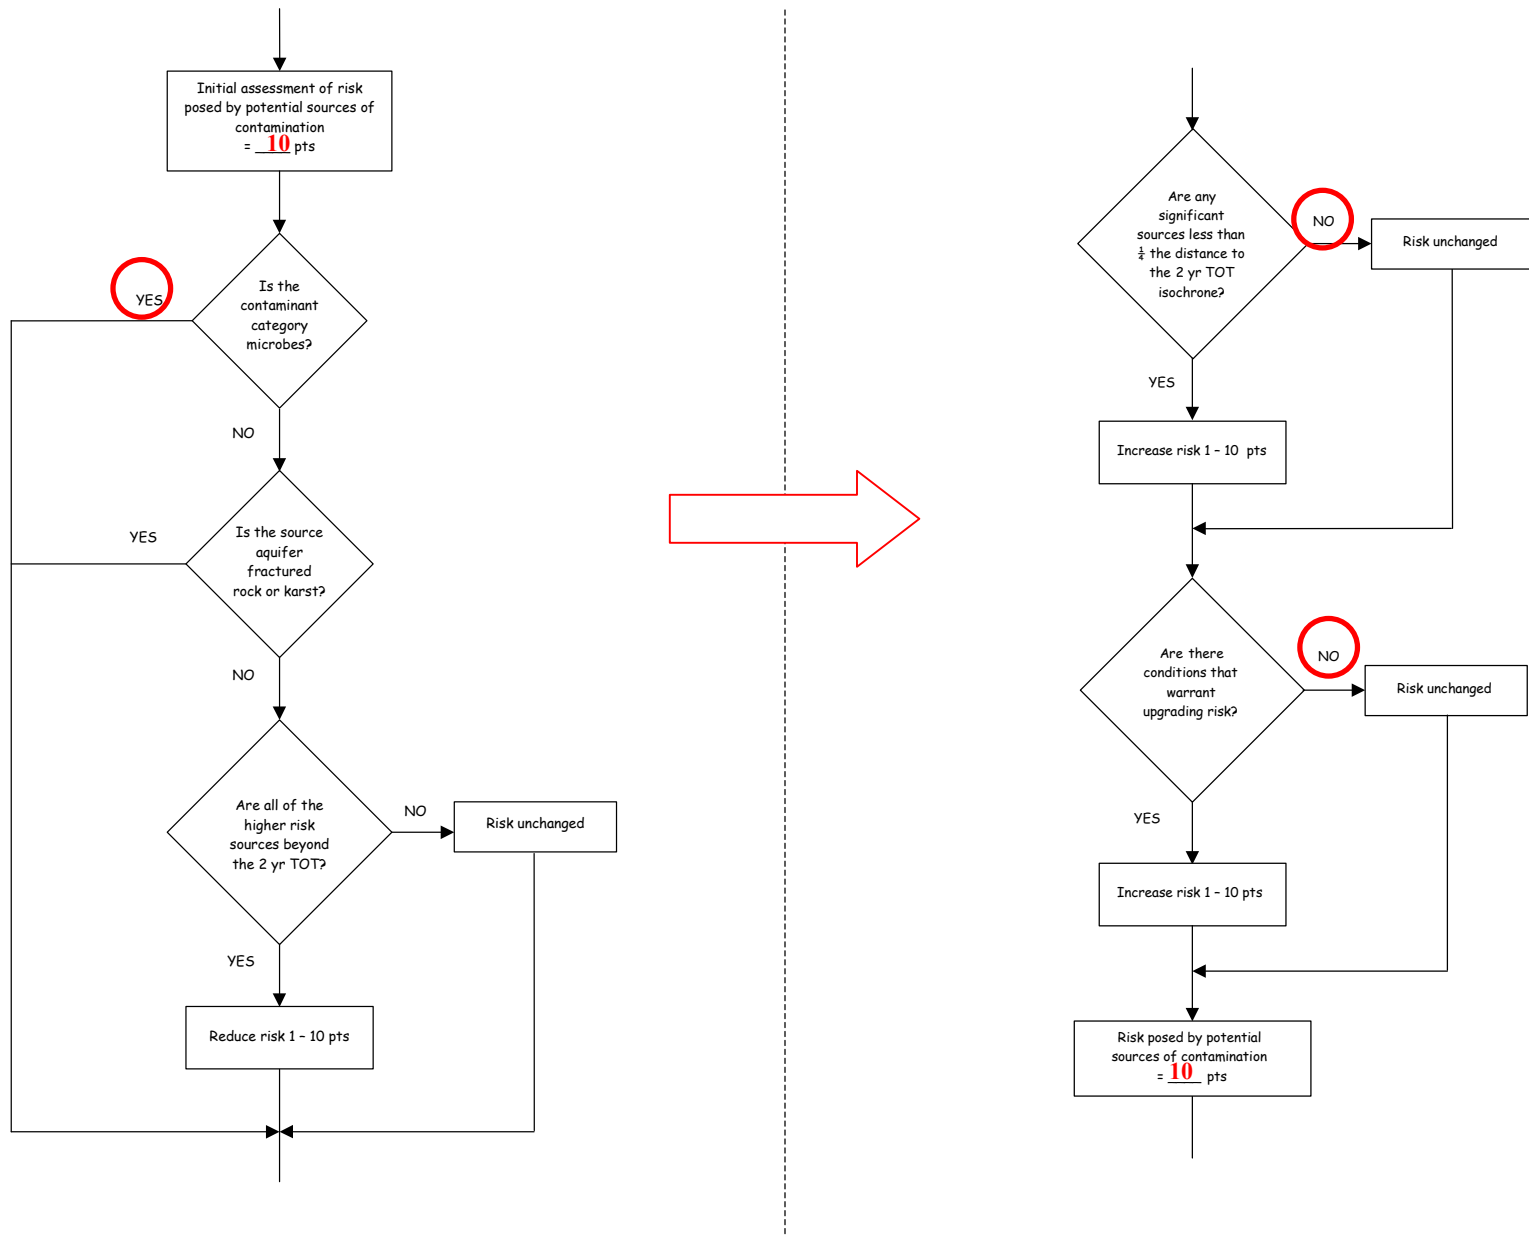 Initial assessment of risk
posed by potential sources of
contamination
= 10 pts
YES
Is the
contaminant
category
microbes?
NO
YES
Is the source
aquifer
fractured
rock or karst?
NO
Are all of the
higher risk
sources beyond
the 2 yr TOT?
NO
Risk unchanged
YES
Reduce risk 1 – 10 pts
Are any
significant
sources less than
¼ the distance to
the 2 yr TOT
isochrone?
NO
Risk unchanged
YES
Increase risk 1 – 10 pts
Are there
conditions that
warrant
upgrading risk?
NO
Risk unchanged
YES
Increase risk 1 – 10 pts
Risk posed by potential
sources of contamination
= 10 pts